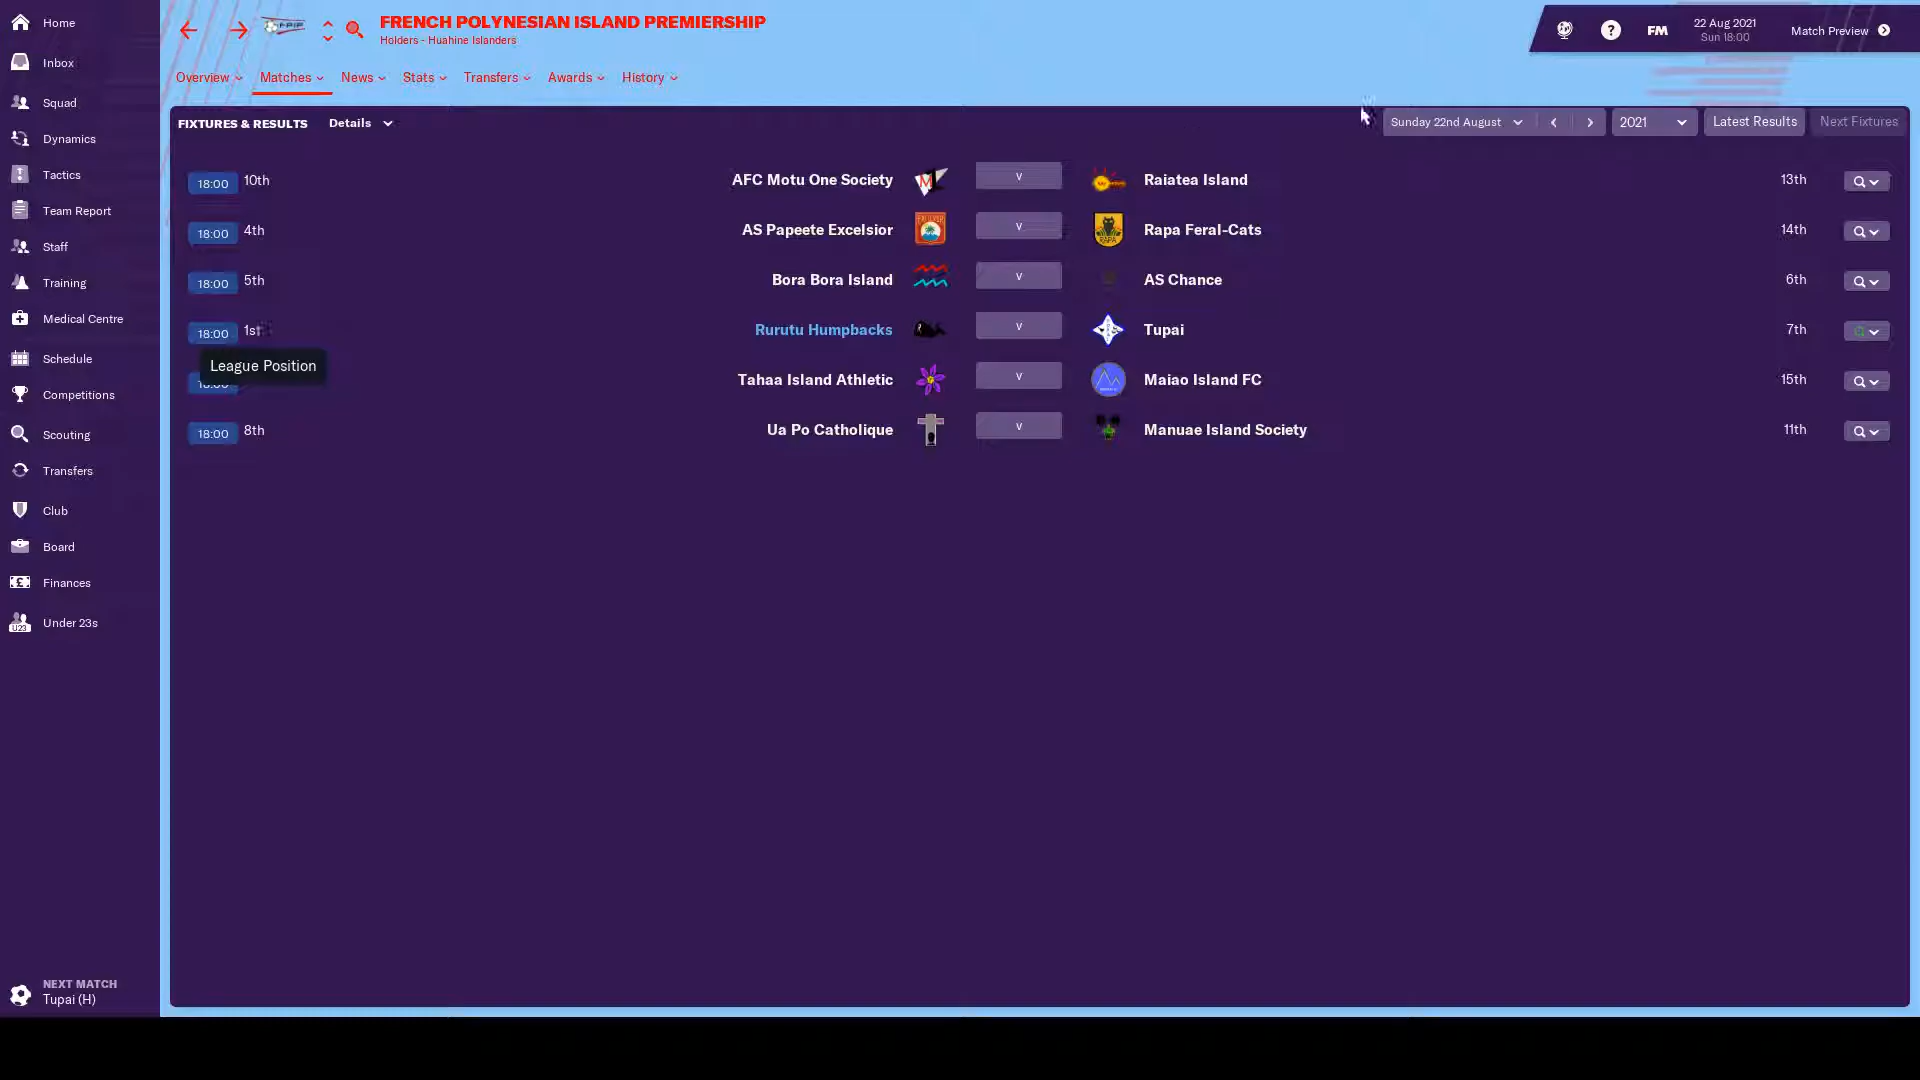 Home
Inbox
Squad
Dynamics
Tactics
Team Report
Staff
Training
Medical Centre
Schedule
Competitions
Scouting
Transfers
Club
Board
Finances
Under 23s
NEXT MATCH
Tupai (H)
FRENCH POLYNESIAN ISLAND PREMIERSHIP
Holders - Huahine Islanders
22 Aug 2021
Sun 18:00
FM
Match Preview
Overview Matches News Stats Transfers Awards History
FIXTURES & RESULTS Details
Sunday 22nd August 2021 Latest Results Next Fixtures
18:00 10th AFC Motu One Society v Raiatea Island 13th
18:00 4th AS Papeete Excelsior v Rapa Feral-Cats 14th
18:00 5th Bora Bora Island v AS Chance 6th
18:00 1st Rurutu Humpbacks v Tupai 7th
League Position
18:00 Tahaa Island Athletic v Maiao Island FC 15th
18:00 8th Ua Po Catholique v Manuae Island Society 11th